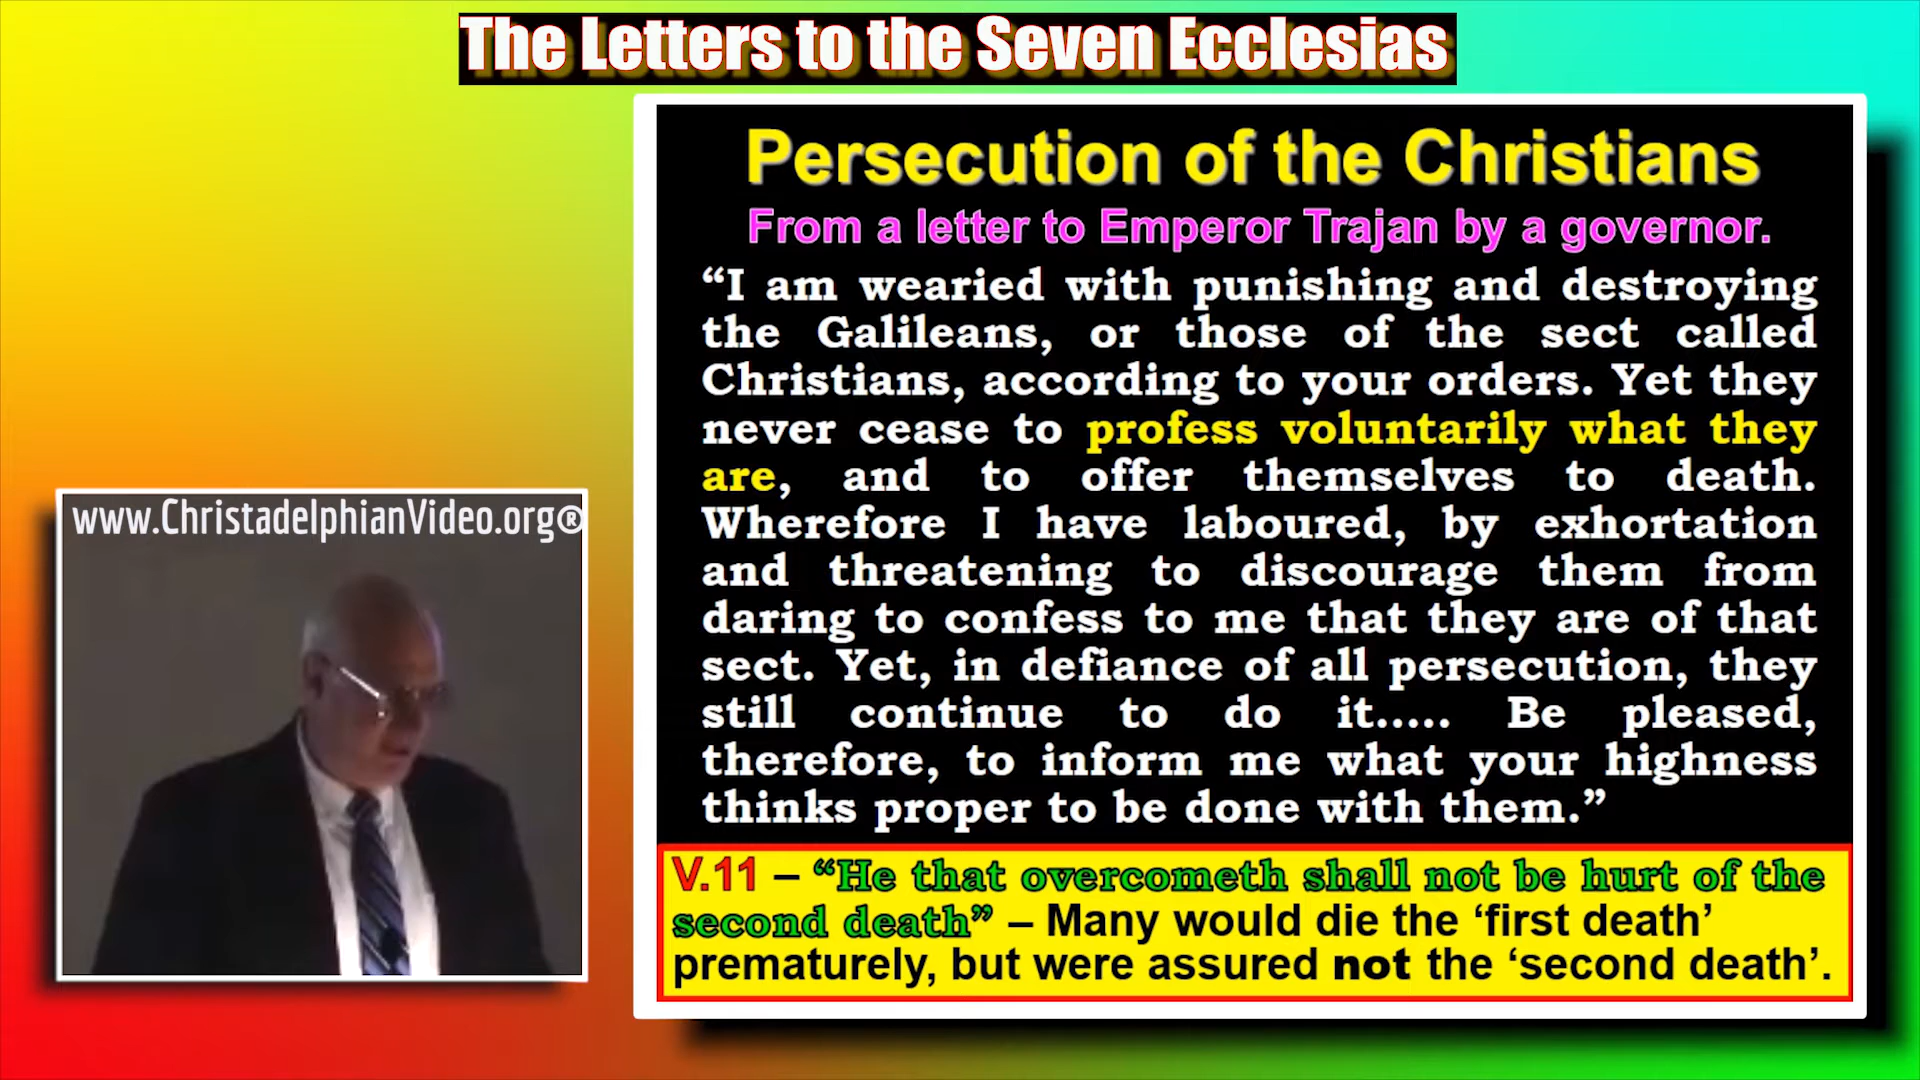 The Letters to the Seven Ecclesias
Persecution of the Christians
From a letter to Emperor Trajan by a governor.
“I am wearied with punishing and destroying
the Galileans, or those of the sect called
Christians, according to your orders. Yet they
never cease to profess voluntarily what they
are, and to offer themselves to death.
Wherefore I have laboured, by exhortation
and threatening to discourage them from
daring to confess to me that they are of that
sect. Yet, in defiance of all persecution, they
still continue to do it..... Be pleased,
therefore, to inform me what your highness
thinks proper to be done with them.”
V.11 – “He that overcometh shall not be hurt of the
second death” – Many would die the ‘first death’
prematurely, but were assured not the ‘second death’.
www.ChristadelphianVideo.org®